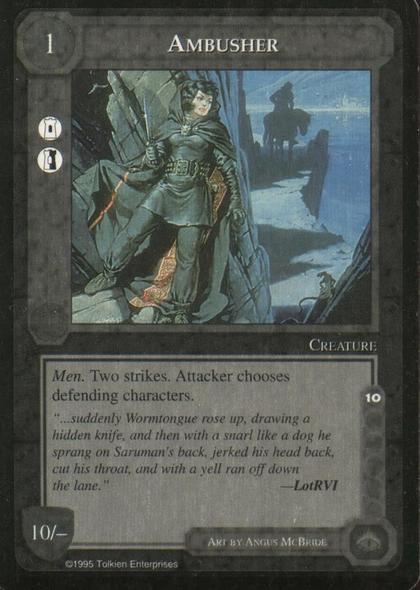 1
AMBUSHER
CREATURE
Men. Two strikes. Attacker chooses
defending characters.
10
“...suddenly Wormtongue rose up, drawing a
hidden knife, and then with a snarl like a dog he
sprang on Saruman's back, jerked his head back,
cut his throat, and with a yell ran off down
the lane.” —LotRVI
10/–
ART BY ANGUS MCBRIDE
©1995 Tolkien Enterprises